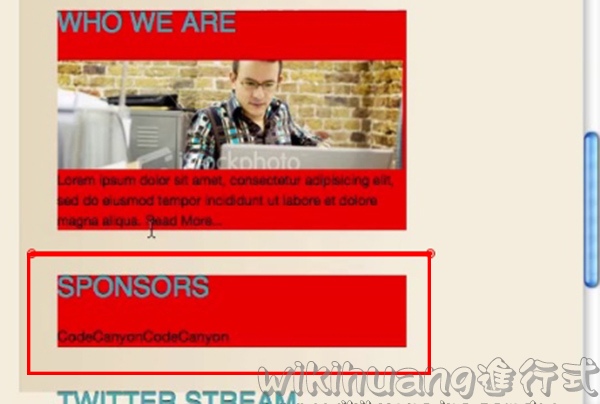 WHO WE ARE
iStockphoto
Lorem ipsum dolor sit amet, consectetur adipisicing elit,
sed do eiusmod tempor incididunt ut labore et dolore
magna aliqua. Read More...
SPONSORS
CodeCanyonCodeCanyon
wikihuang進行式
TWITTER STREAM